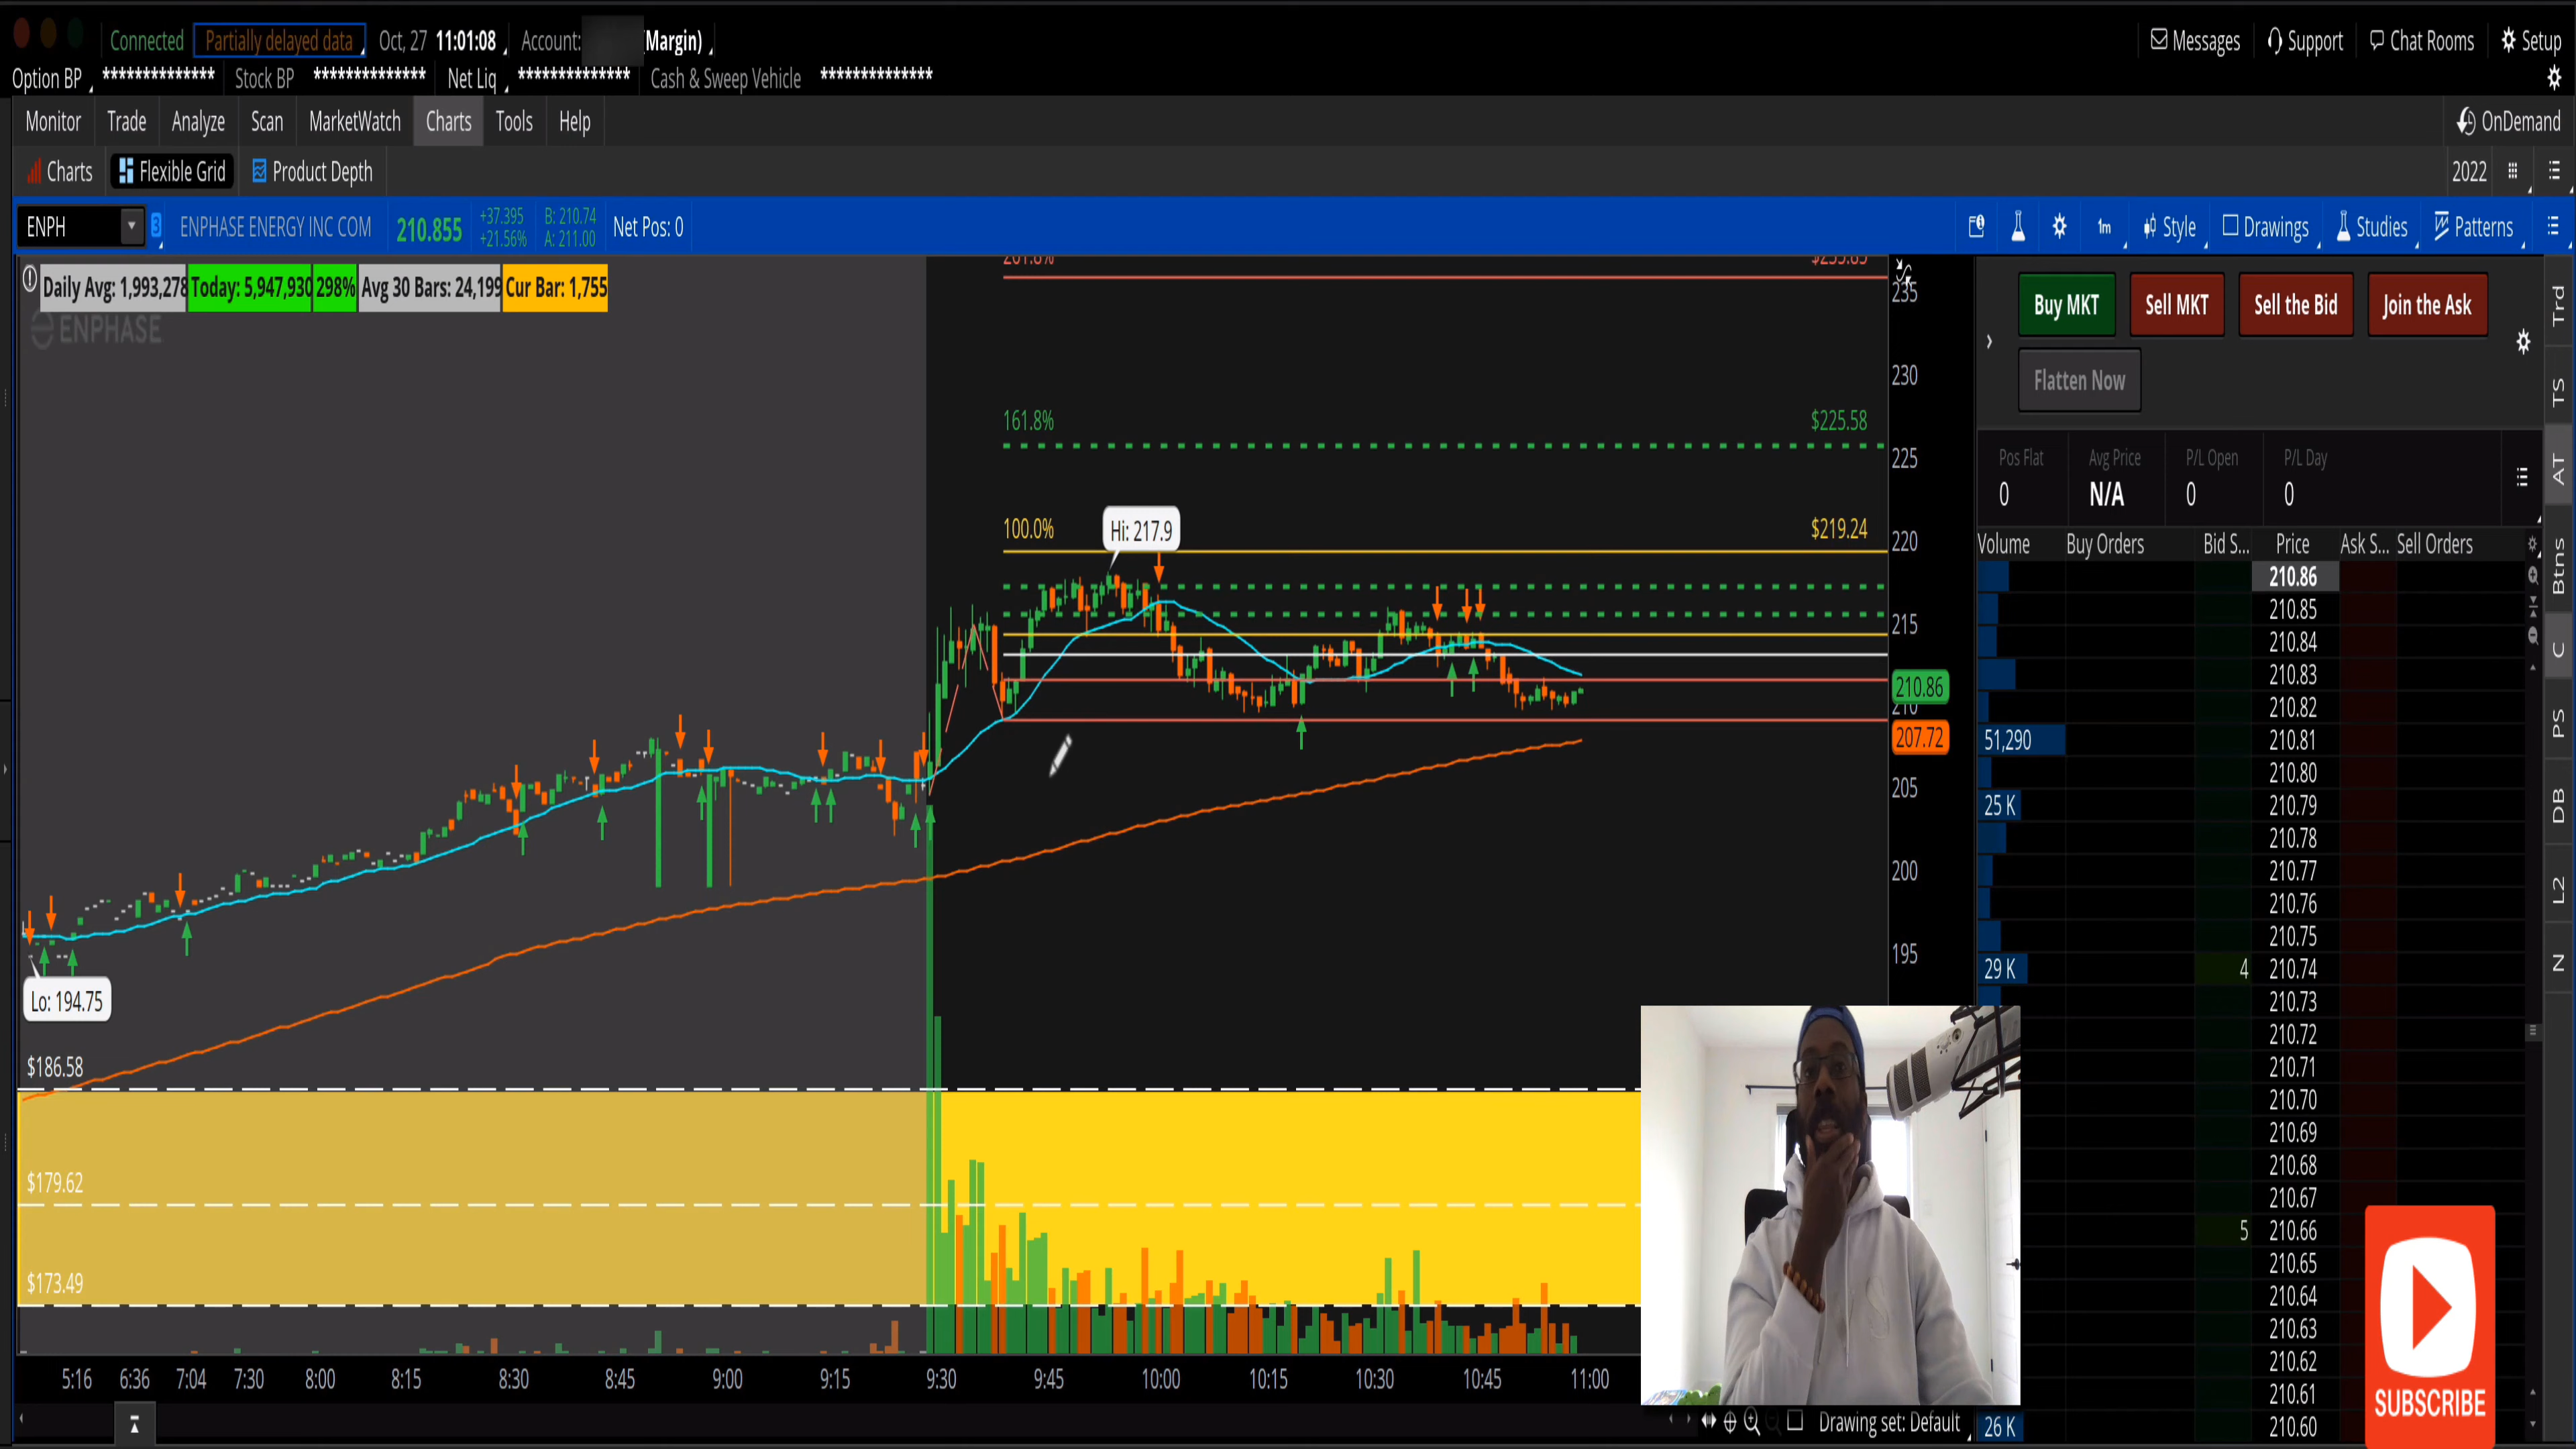 Connected Partially delayed data Oct, 27 11:01:08 Account: (Margin) Messages Support Chat Rooms Setup
Option BP ************** Stock BP ************** Net Liq ************** Cash & Sweep Vehicle **************
Monitor Trade Analyze Scan MarketWatch Charts Tools Help OnDemand
Charts Flexible Grid Product Depth 2022
ENPH 3 ENPHASE ENERGY INC COM 210.855 +37.395 +21.56% B: 210.74 A: 211.00 Net Pos: 0 1m Style Drawings Studies Patterns
Daily Avg: 1,993,278 Today: 5,947,930 298% Avg 30 Bars: 24,199 Cur Bar: 1,755
ENPHASE
235
230
161.8% $225.58
225
100.0% $219.24
220
Hi: 217.9
215
210.86
210
207.72
205
200
195
Lo: 194.75
$186.58
$179.62
$173.49
5:16 6:36 7:04 7:30 8:00 8:15 8:30 8:45 9:00 9:15 9:30 9:45 10:00 10:15 10:30 10:45 11:00
Drawing set: Default
Buy MKT Sell MKT Sell the Bid Join the Ask
Flatten Now
Pos Flat Avg Price P/L Open P/L Day
0 N/A 0 0
Volume Buy Orders Bid S... Price Ask S... Sell Orders
210.86
210.85
210.84
210.83
210.82
51,290 210.81
210.80
25 K 210.79
210.78
210.77
210.76
210.75
29 K 4 210.74
210.73
210.72
210.71
210.70
210.69
210.68
210.67
5 210.66
210.65
210.64
210.63
210.62
210.61
26 K 210.60
Trd
TS
AT
Btns
C
PS
DB
L2
N
SUBSCRIBE